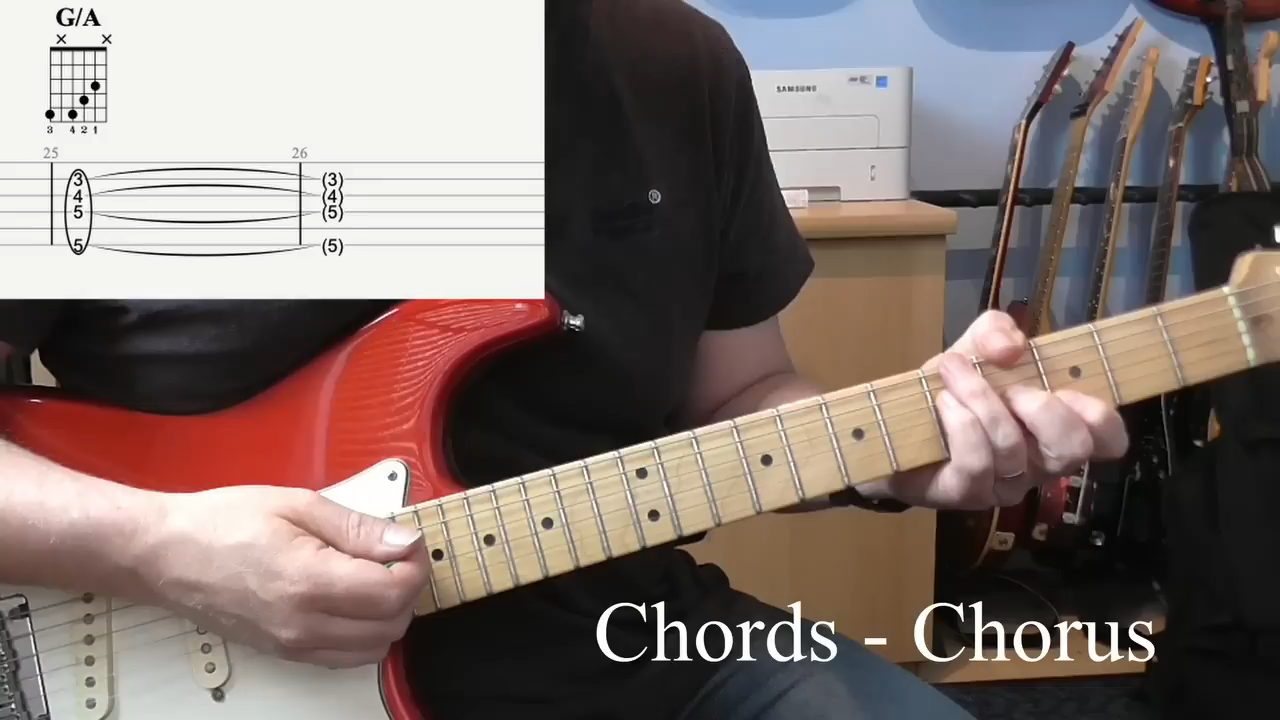 G/A
× ×
3 4 2 1
25 26
3 (3)
4 (4)
5 (5)
5 (5)
SAMSUNG
®
Chords - Chorus